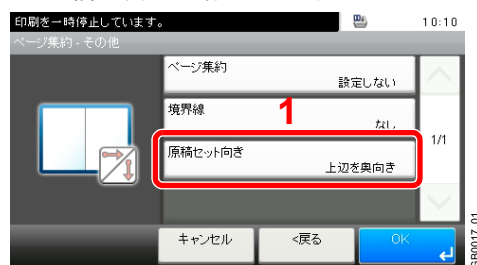 印刷を一時停止しています。
10:10
ページ集約 - その他
ページ集約
設定しない
境界線
なし
1
原稿セット向き
上辺を奥向き
1/1
キャンセル
<戻る
OK
GB0017_01